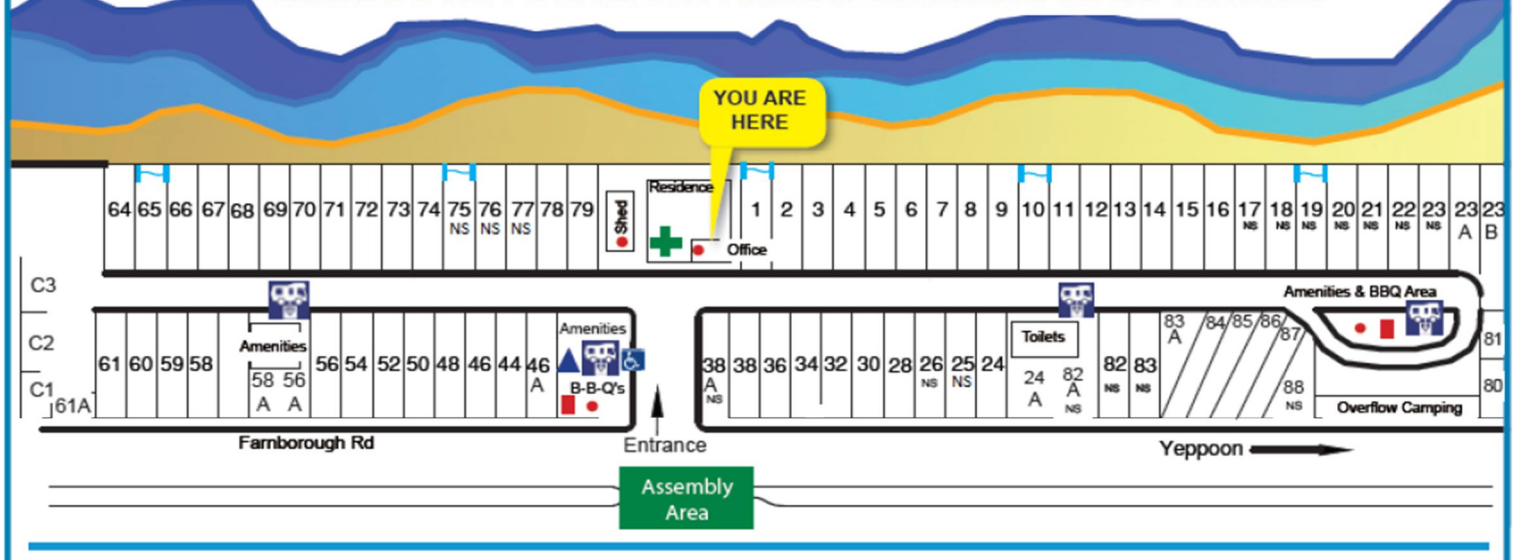 YOU ARE
HERE
64 65 66 67 68 69 70 71 72 73 74 75 76 77 78 79 Shed Residence Office 1 2 3 4 5 6 7 8 9 10 11 12 13 14 15 16 17 18 19 20 21 22 23 23 23
NS NS NS NS NS NS NS NS NS NS A B
C3
Amenities & BBQ Area
C2
C1
61A
61 60 59 58
Amenities
58 56
A A
56 54 52 50 48 46 44 46
A
Amenities
B-B-Q's
38 38 36 34 32 30 28 26 25 24
A NS NS
NS
Toilets
24 82
A A
NS
82 83
NS NS
83 84 85 86 87
A
88
NS
81
80
Overflow Camping
Farnborough Rd
Entrance
Yeppoon
Assembly
Area